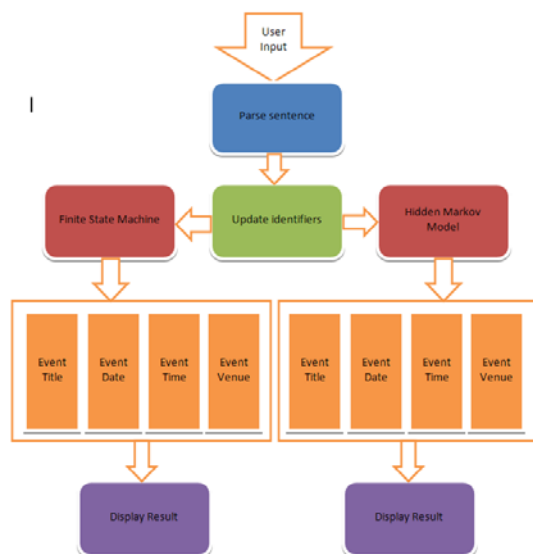 User
Input
Parse sentence
Finite State Machine
Update identifiers
Hidden Markov
Model
Event
Title
Event
Date
Event
Time
Event
Venue
Event
Title
Event
Date
Event
Time
Event
Venue
Display Result
Display Result